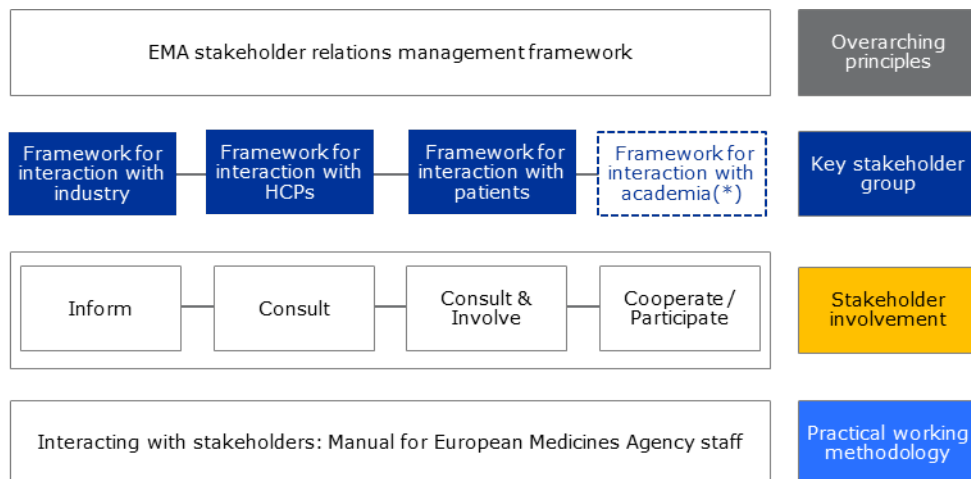 EMA stakeholder relations management framework
Overarching
principles
Framework for
interaction with
industry
Framework for
interaction with
HCPs
Framework for
interaction with
patients
Framework for
interaction with
academia(*)
Key stakeholder
group
Inform
Consult
Consult &
Involve
Cooperate /
Participate
Stakeholder
involvement
Interacting with stakeholders: Manual for European Medicines Agency staff
Practical working
methodology